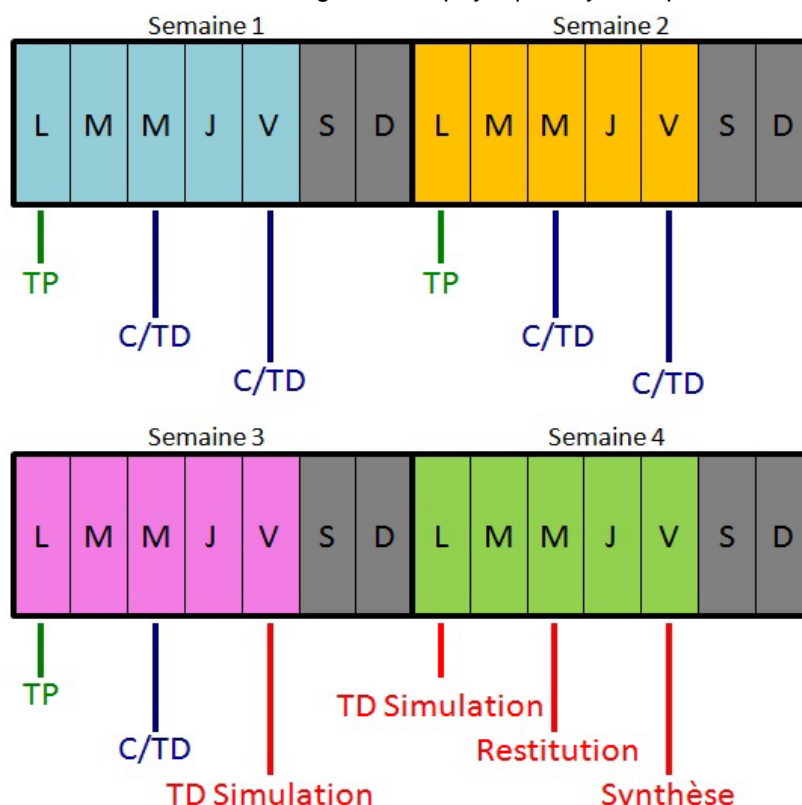 Semaine 1 Semaine 2
L M M J V S D L M M J V S D
TP TP
C/TD C/TD
C/TD C/TD
Semaine 3 Semaine 4
L M M J V S D L M M J V S D
TP TD Simulation
C/TD Restitution
TD Simulation Synthèse